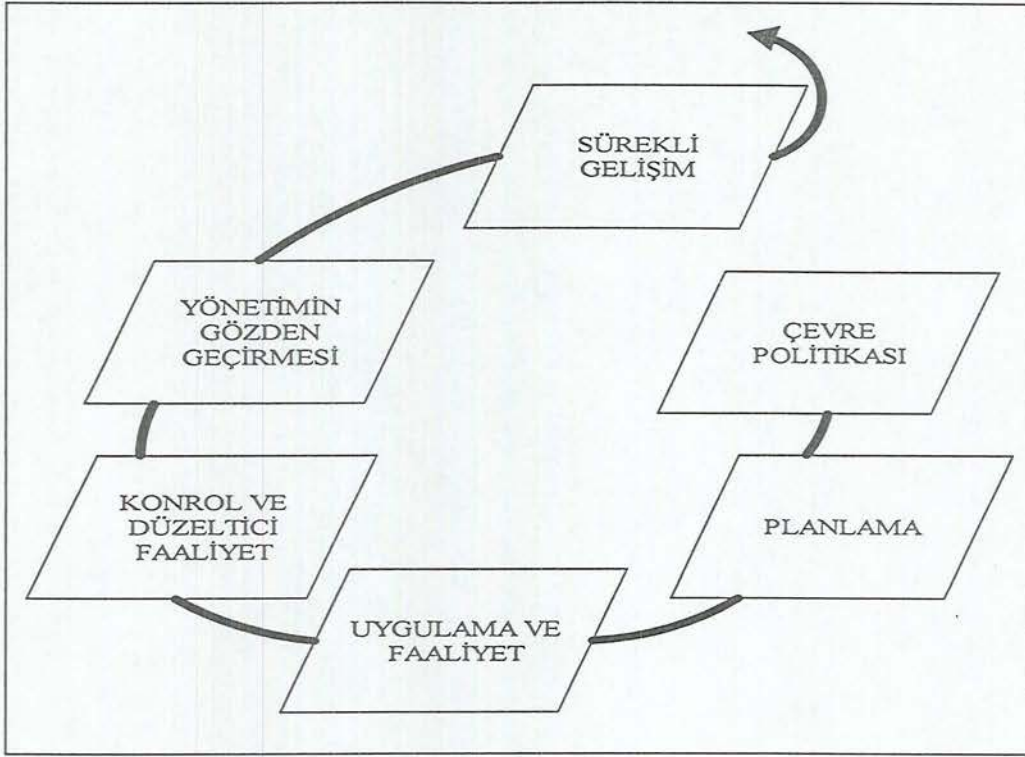 SÜREKLİ
GELİŞİM
YÖNETİMİN
GÖZDEN
GEÇİRMESİ
ÇEVRE
POLİTİKASI
KONROL VE
DÜZELTİCİ
FAALİYET
PLANLAMA
UYGULAMA VE
FAALİYET